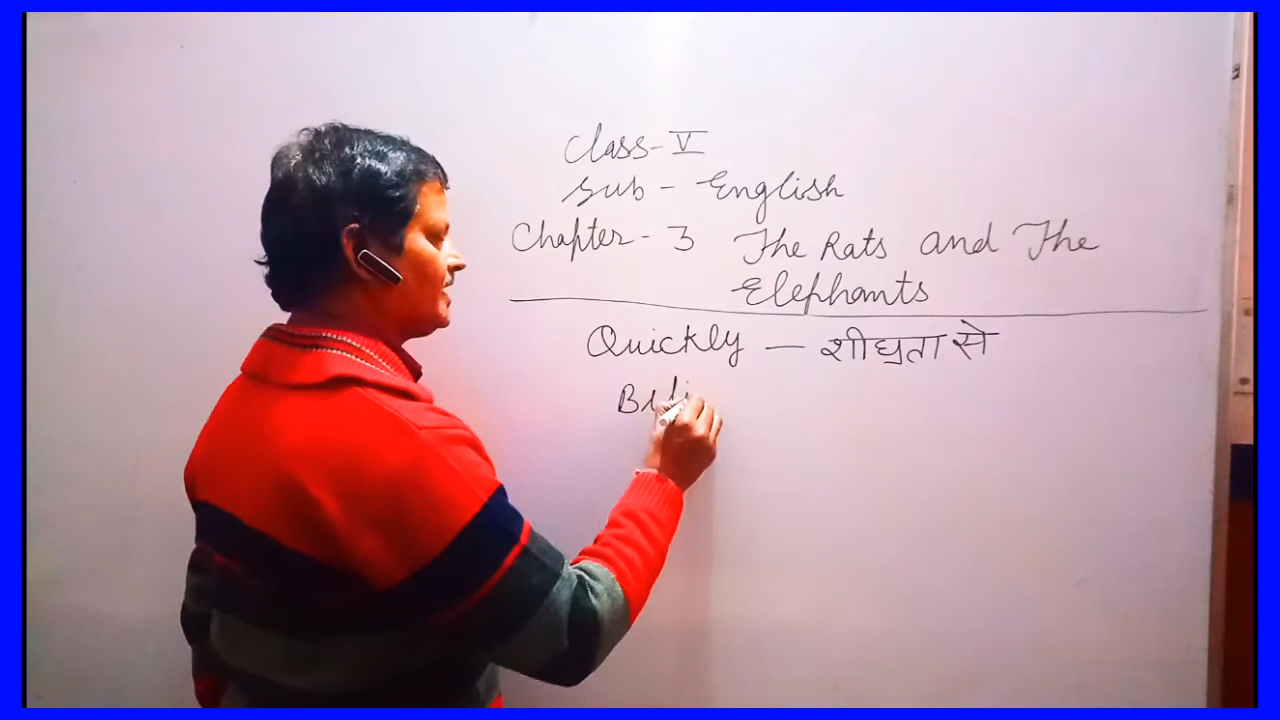 Class - V
Sub - English
Chapter - 3 The Rats and The
Elephants
Quickly — शीघ्रता से